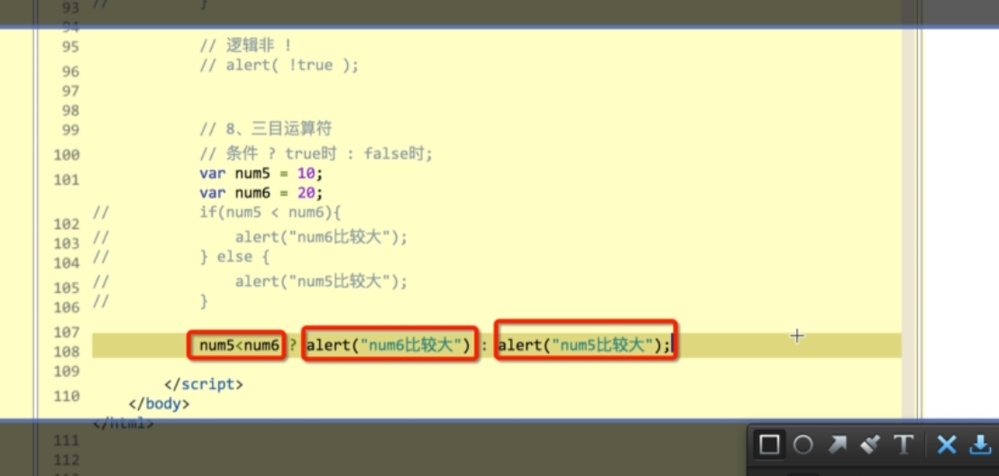 93 // }
94
95 // 逻辑非 !
96 // alert( !true );
97
98
99 // 8、三目运算符
100 // 条件 ? true时 : false时;
101 var num5 = 10;
var num6 = 20;
// if(num5 < num6){
102
103 // alert("num6比较大");
104 // } else {
105 // alert("num5比较大");
106 // }
107
108 num5<num6 ? alert("num6比较大") : alert("num5比较大");
109
</script>
110
</body>
</html>
111
112
T